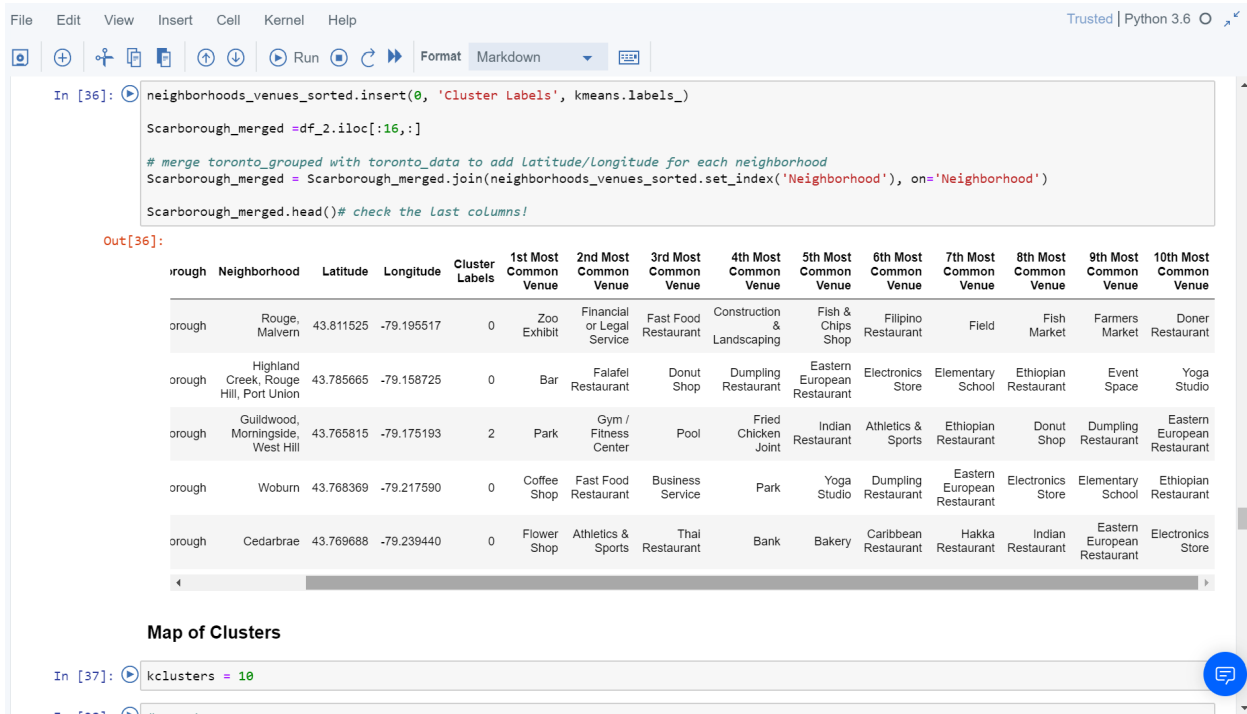 File Edit View Insert Cell Kernel Help Trusted | Python 3.6
Run Format Markdown
In [36]: neighborhoods_venues_sorted.insert(0, 'Cluster Labels', kmeans.labels_)
Scarborough_merged =df_2.iloc[:16,:]
# merge toronto_grouped with toronto_data to add latitude/longitude for each neighborhood
Scarborough_merged = Scarborough_merged.join(neighborhoods_venues_sorted.set_index('Neighborhood'), on='Neighborhood')
Scarborough_merged.head()# check the last columns!
Out[36]:
orough Neighborhood Latitude Longitude Cluster Labels 1st Most Common Venue 2nd Most Common Venue 3rd Most Common Venue 4th Most Common Venue 5th Most Common Venue 6th Most Common Venue 7th Most Common Venue 8th Most Common Venue 9th Most Common Venue 10th Most Common Venue
orough Rouge, Malvern 43.811525 -79.195517 0 Zoo Exhibit Financial or Legal Service Fast Food Restaurant Construction & Landscaping Fish & Chips Shop Filipino Restaurant Field Fish Market Farmers Market Doner Restaurant
orough Highland Creek, Rouge Hill, Port Union 43.785665 -79.158725 0 Bar Falafel Restaurant Donut Shop Dumpling Restaurant Eastern European Restaurant Electronics Store Elementary School Ethiopian Restaurant Event Space Yoga Studio
orough Guildwood, Morningside, West Hill 43.765815 -79.175193 2 Park Gym / Fitness Center Pool Fried Chicken Joint Indian Restaurant Athletics & Sports Ethiopian Restaurant Donut Shop Dumpling Restaurant Eastern European Restaurant
orough Woburn 43.768369 -79.217590 0 Coffee Shop Fast Food Restaurant Business Service Park Yoga Studio Dumpling Restaurant Eastern European Restaurant Electronics Store Elementary School Ethiopian Restaurant
orough Cedarbrae 43.769688 -79.239440 0 Flower Shop Athletics & Sports Thai Restaurant Bank Bakery Caribbean Restaurant Hakka Restaurant Indian Restaurant Eastern European Restaurant Electronics Store
Map of Clusters
In [37]: kclusters = 10